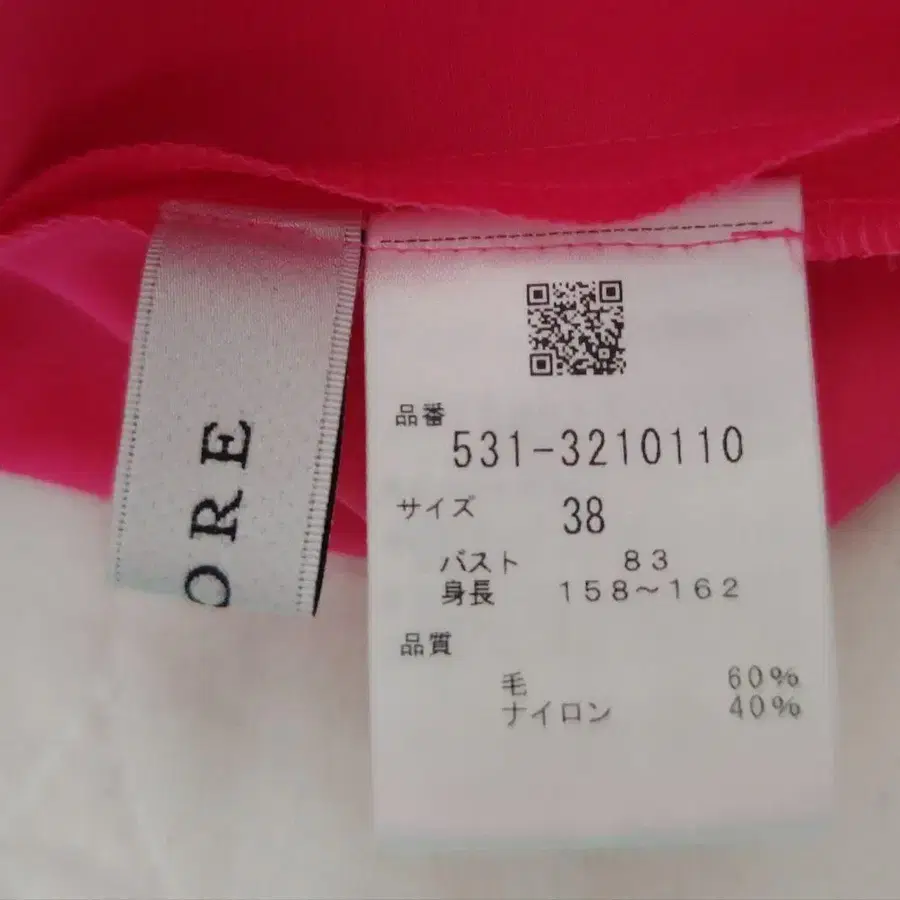 ORE
品番
531-3210110
サイズ 38
バスト 83
身長 158～162
品質
毛 60%
ナイロン 40%